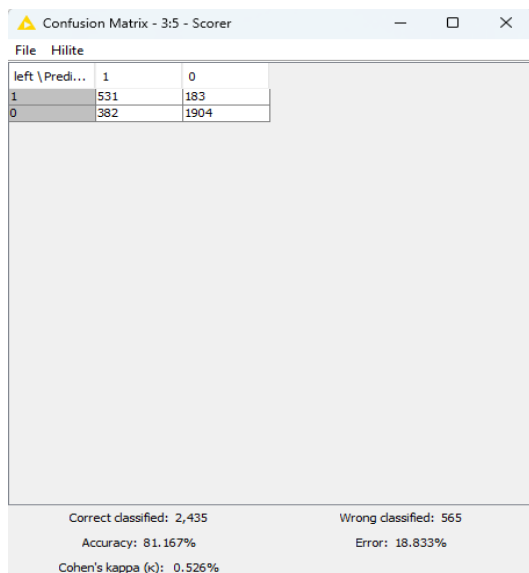 Confusion Matrix - 3:5 - Scorer
File Hilite
left \ Predi... 1 0
1 531 183
0 382 1904
Correct classified: 2,435 Wrong classified: 565
Accuracy: 81.167% Error: 18.833%
Cohen's kappa (κ): 0.526%